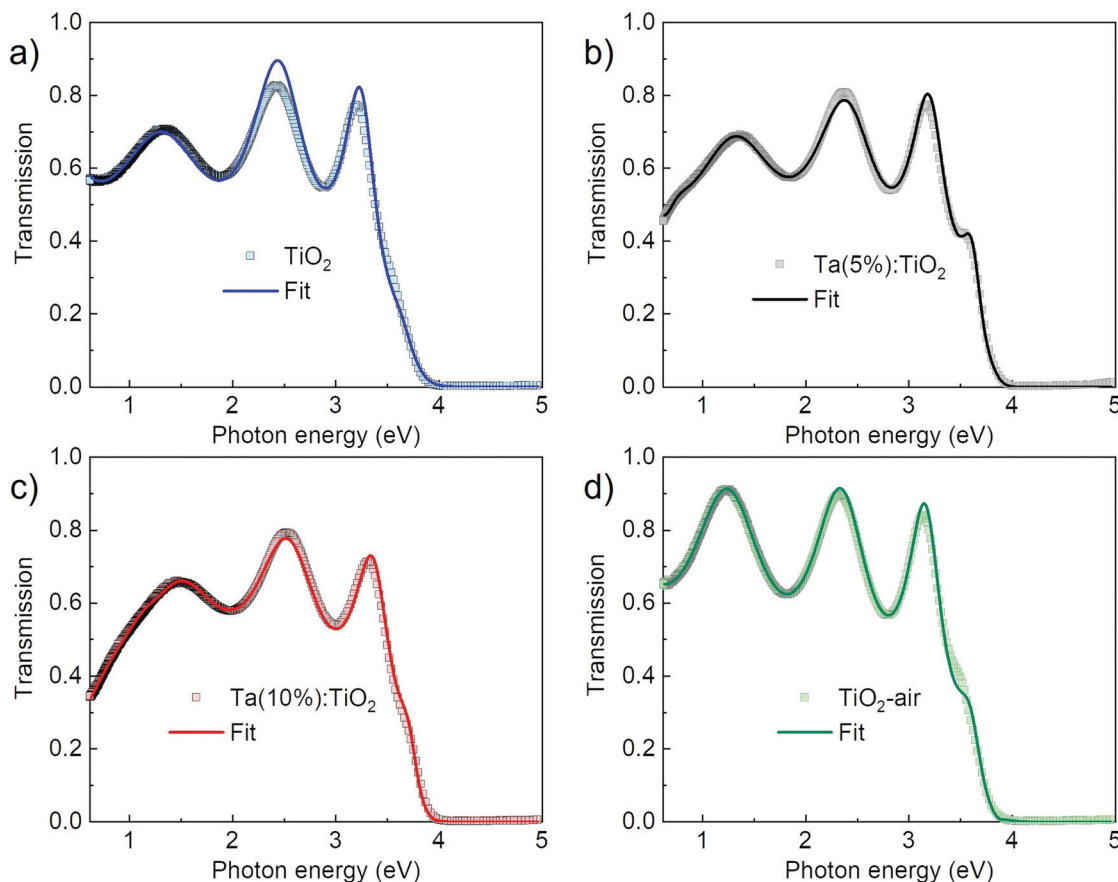 a)
Transmission
1.0
0.8
0.6
0.4
0.2
0.0
TiO2
Fit
1 2 3 4 5
Photon energy (eV)
b)
Transmission
1.0
0.8
0.6
0.4
0.2
0.0
Ta(5%):TiO2
Fit
1 2 3 4 5
Photon energy (eV)
c)
Transmission
1.0
0.8
0.6
0.4
0.2
0.0
Ta(10%):TiO2
Fit
1 2 3 4 5
Photon energy (eV)
d)
Transmission
1.0
0.8
0.6
0.4
0.2
0.0
TiO2-air
Fit
1 2 3 4 5
Photon energy (eV)